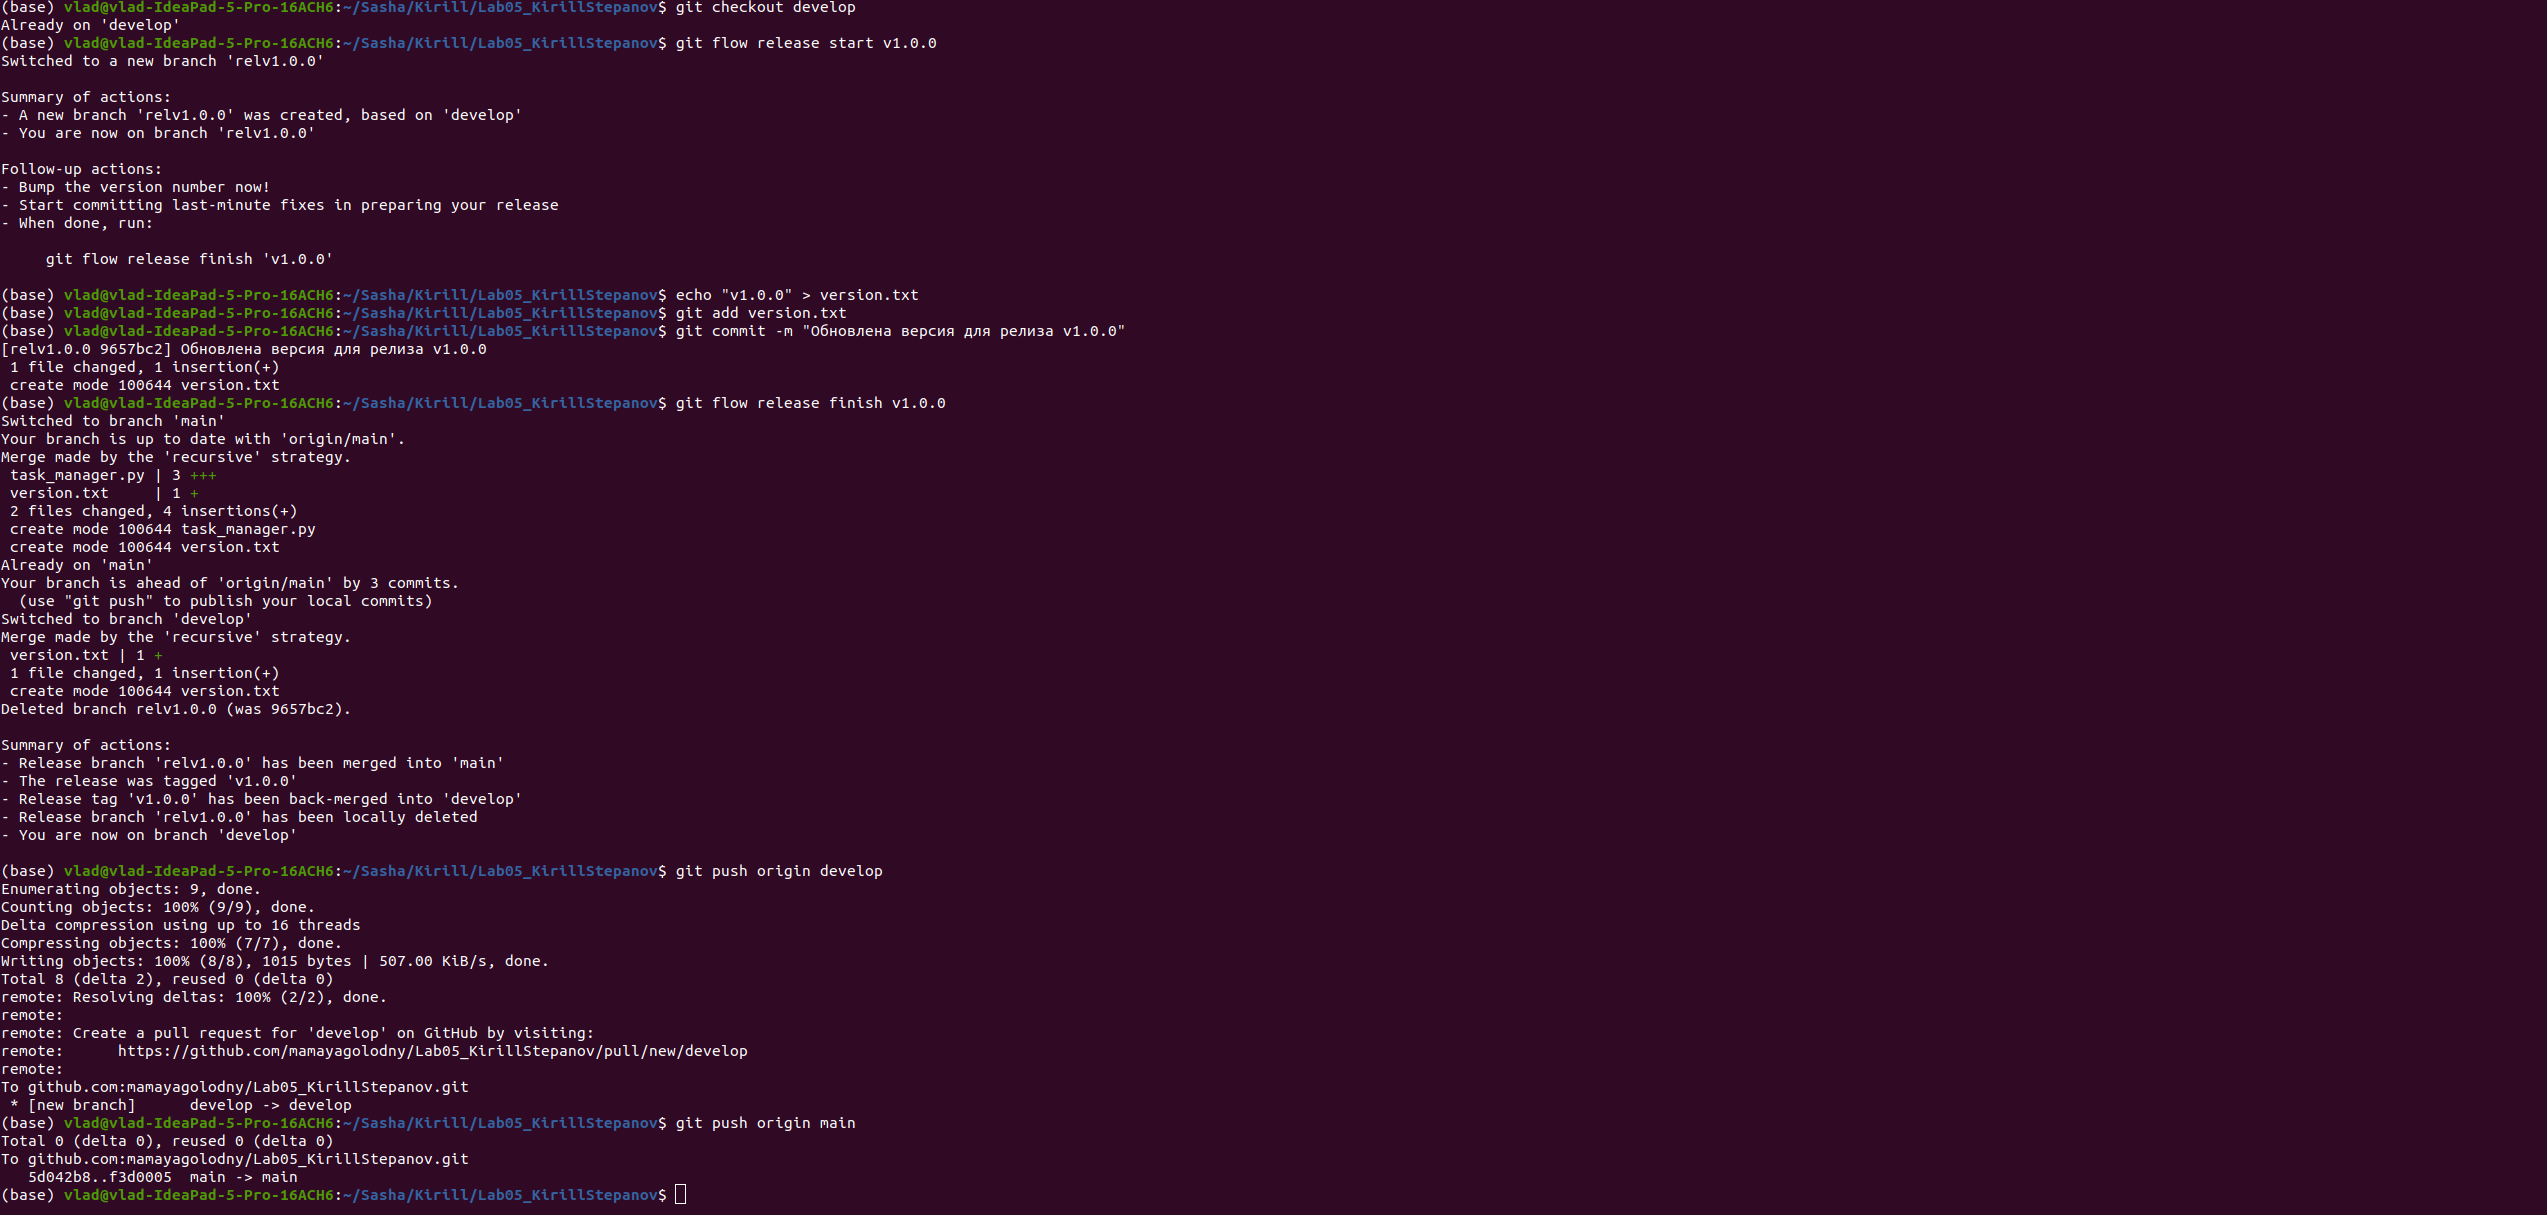 (base) vlad@vlad-IdeaPad-5-Pro-16ACH6:~/Sasha/Kirill/Lab05_KirillStepanov$ git checkout develop
Already on 'develop'
(base) vlad@vlad-IdeaPad-5-Pro-16ACH6:~/Sasha/Kirill/Lab05_KirillStepanov$ git flow release start v1.0.0
Switched to a new branch 'relv1.0.0'

Summary of actions:
- A new branch 'relv1.0.0' was created, based on 'develop'
- You are now on branch 'relv1.0.0'

Follow-up actions:
- Bump the version number now!
- Start committing last-minute fixes in preparing your release
- When done, run:

     git flow release finish 'v1.0.0'

(base) vlad@vlad-IdeaPad-5-Pro-16ACH6:~/Sasha/Kirill/Lab05_KirillStepanov$ echo "v1.0.0" > version.txt
(base) vlad@vlad-IdeaPad-5-Pro-16ACH6:~/Sasha/Kirill/Lab05_KirillStepanov$ git add version.txt
(base) vlad@vlad-IdeaPad-5-Pro-16ACH6:~/Sasha/Kirill/Lab05_KirillStepanov$ git commit -m "Обновлена версия для релиза v1.0.0"
[relv1.0.0 9657bc2] Обновлена версия для релиза v1.0.0
 1 file changed, 1 insertion(+)
 create mode 100644 version.txt
(base) vlad@vlad-IdeaPad-5-Pro-16ACH6:~/Sasha/Kirill/Lab05_KirillStepanov$ git flow release finish v1.0.0
Switched to branch 'main'
Your branch is up to date with 'origin/main'.
Merge made by the 'recursive' strategy.
 task_manager.py | 3 +++
 version.txt     | 1 +
 2 files changed, 4 insertions(+)
 create mode 100644 task_manager.py
 create mode 100644 version.txt
Already on 'main'
Your branch is ahead of 'origin/main' by 3 commits.
  (use "git push" to publish your local commits)
Switched to branch 'develop'
Merge made by the 'recursive' strategy.
 version.txt | 1 +
 1 file changed, 1 insertion(+)
 create mode 100644 version.txt
Deleted branch relv1.0.0 (was 9657bc2).

Summary of actions:
- Release branch 'relv1.0.0' has been merged into 'main'
- The release was tagged 'v1.0.0'
- Release tag 'v1.0.0' has been back-merged into 'develop'
- Release branch 'relv1.0.0' has been locally deleted
- You are now on branch 'develop'

(base) vlad@vlad-IdeaPad-5-Pro-16ACH6:~/Sasha/Kirill/Lab05_KirillStepanov$ git push origin develop
Enumerating objects: 9, done.
Counting objects: 100% (9/9), done.
Delta compression using up to 16 threads
Compressing objects: 100% (7/7), done.
Writing objects: 100% (8/8), 1015 bytes | 507.00 KiB/s, done.
Total 8 (delta 2), reused 0 (delta 0)
remote: Resolving deltas: 100% (2/2), done.
remote:
remote: Create a pull request for 'develop' on GitHub by visiting:
remote:      https://github.com/mamayagolodny/Lab05_KirillStepanov/pull/new/develop
remote:
To github.com:mamayagolodny/Lab05_KirillStepanov.git
 * [new branch]      develop -> develop
(base) vlad@vlad-IdeaPad-5-Pro-16ACH6:~/Sasha/Kirill/Lab05_KirillStepanov$ git push origin main
Total 0 (delta 0), reused 0 (delta 0)
To github.com:mamayagolodny/Lab05_KirillStepanov.git
   5d042b8..f3d0005  main -> main
(base) vlad@vlad-IdeaPad-5-Pro-16ACH6:~/Sasha/Kirill/Lab05_KirillStepanov$